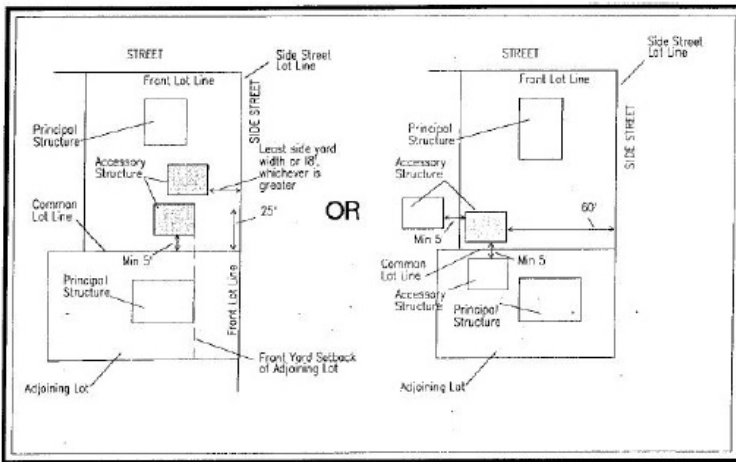 STREET
Side Street
Lot Line
Front Lot Line
SIDE STREET
Principal
Structure
Least side yard
width or 18',
whichever is
greater
Accessory
Structure
Common
Lot Line
25'
Min 5'
Principal
Structure
Front Lot Line
Front Yard Setback
of Adjoining Lot
Adjoining Lot
OR
STREET
Side Street
Lot Line
Front Lot Line
SIDE STREET
Principal
Structure
Accessory
Structure
60'
Min 5
Common
Lot Line
Min 5
Accessory
Structure
Principal
Structure
Adjoining Lot